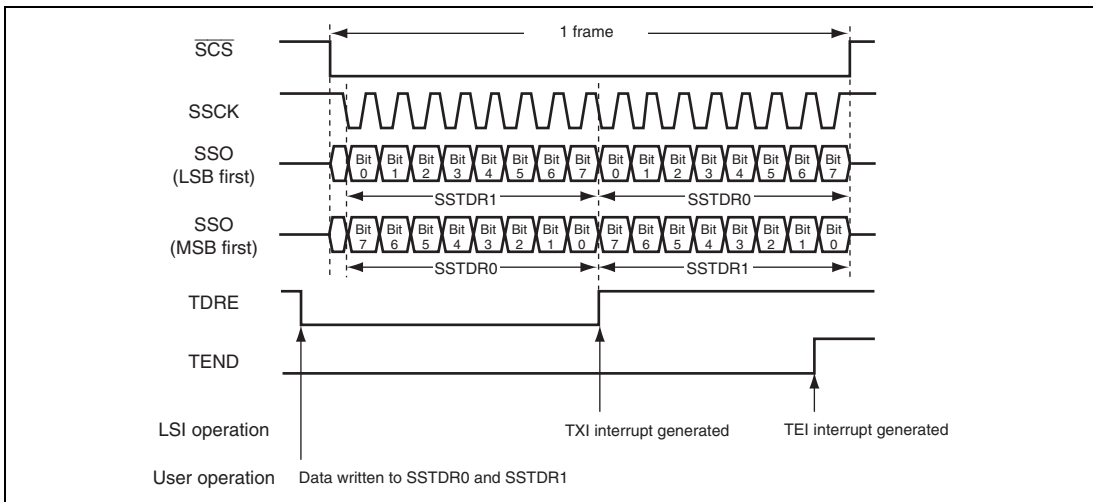 1 frame
SCS
SSCK
SSO
(LSB first)
Bit 0 Bit 1 Bit 2 Bit 3 Bit 4 Bit 5 Bit 6 Bit 7 Bit 0 Bit 1 Bit 2 Bit 3 Bit 4 Bit 5 Bit 6 Bit 7
SSTDR1 SSTDR0
SSO
(MSB first)
Bit 7 Bit 6 Bit 5 Bit 4 Bit 3 Bit 2 Bit 1 Bit 0 Bit 7 Bit 6 Bit 5 Bit 4 Bit 3 Bit 2 Bit 1 Bit 0
SSTDR0 SSTDR1
TDRE
TEND
LSI operation TXI interrupt generated TEI interrupt generated
User operation Data written to SSTDR0 and SSTDR1